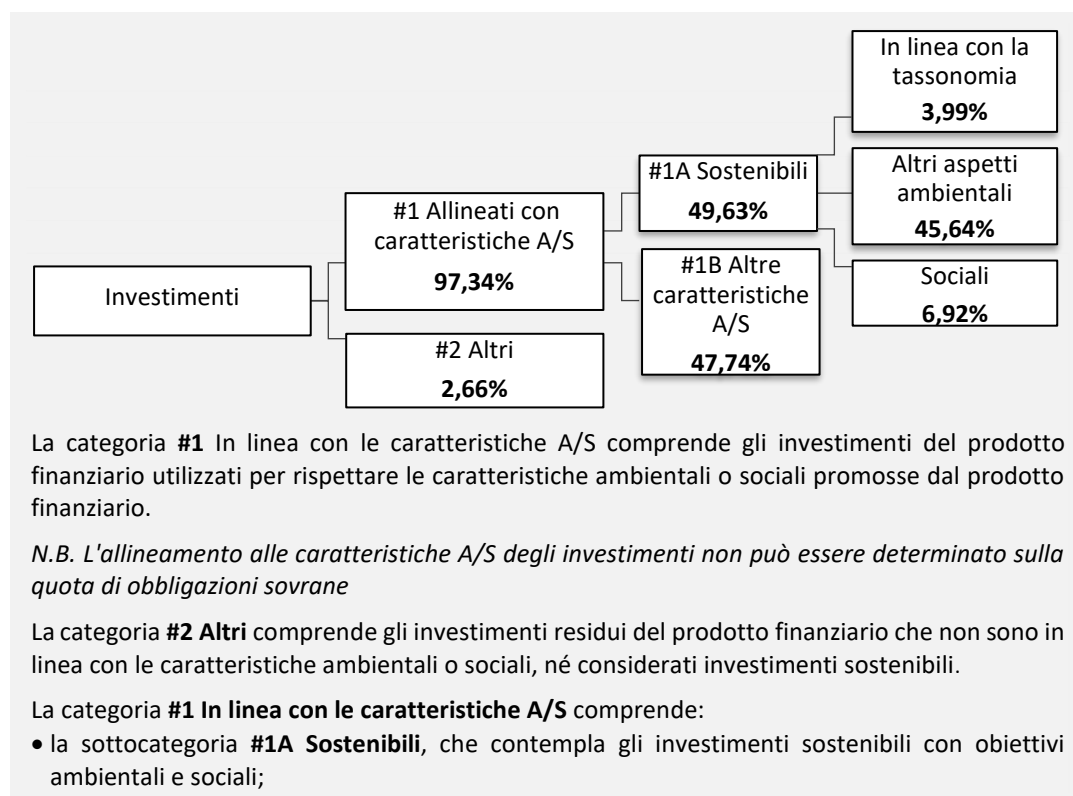 In linea con la
tassonomia
3,99%
#1A Sostenibili
49,63%
Altri aspetti
ambientali
45,64%
#1 Allineati con
caratteristiche A/S
97,34%
#1B Altre
caratteristiche
A/S
47,74%
Sociali
6,92%
Investimenti
#2 Altri
2,66%
La categoria #1 In linea con le caratteristiche A/S comprende gli investimenti del prodotto
finanziario utilizzati per rispettare le caratteristiche ambientali o sociali promosse dal prodotto
finanziario.
N.B. L'allineamento alle caratteristiche A/S degli investimenti non può essere determinato sulla
quota di obbligazioni sovrane
La categoria #2 Altri comprende gli investimenti residui del prodotto finanziario che non sono in
linea con le caratteristiche ambientali o sociali, né considerati investimenti sostenibili.
La categoria #1 In linea con le caratteristiche A/S comprende:
• la sottocategoria #1A Sostenibili, che contempla gli investimenti sostenibili con obiettivi
ambientali e sociali;